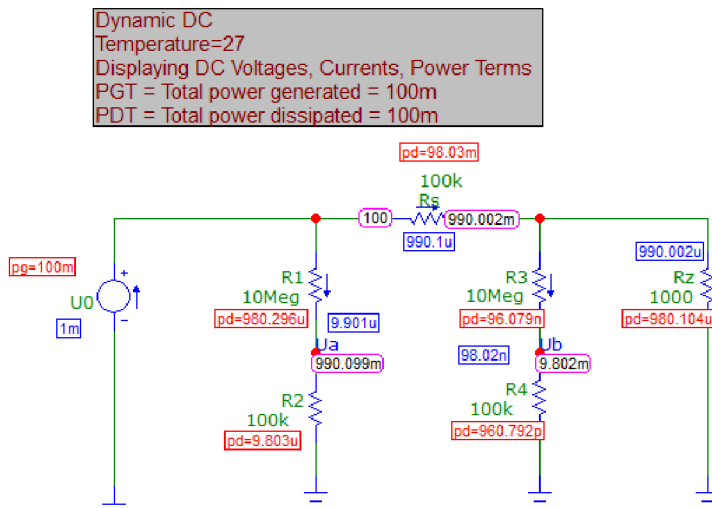 Dynamic DC
Temperature=27
Displaying DC Voltages, Currents, Power Terms
PGT = Total power generated = 100m
PDT = Total power dissipated = 100m
pd=98.03m
100k
Rs
100
990.002m
990.1u
990.002u
pg=100m
U0
1m
+
-
R1
10Meg
pd=980.296u
9.901u
R3
10Meg
pd=96.079n
98.02n
Rz
1000
pd=980.104u
Ua
990.099m
Ub
9.802m
R2
100k
pd=9.803u
R4
100k
pd=960.792p